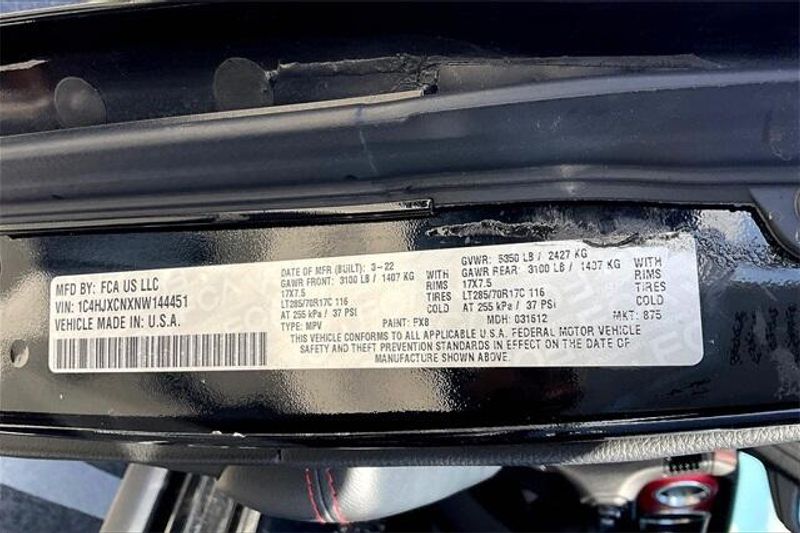 MFD BY: FCA US LLC
VIN: 1C4HJXCNXNW144451
VEHICLE MADE IN: U.S.A.
DATE OF MFR (BUILT): 3-22 GVWR: 5350 LB / 2427 KG
GAWR FRONT: 3100 LB / 1407 KG WITH GAWR REAR: 3100 LB / 1407 KG WITH
17X7.5 RIMS 17X7.5 RIMS
LT285/70R17C 116 TIRES LT285/70R17C 116 TIRES
AT 255 kPa / 37 PSI COLD AT 255 kPa / 37 PSI COLD
TYPE: MPV PAINT: PX8 MDH: 031512 MKT: 875
THIS VEHICLE CONFORMS TO ALL APPLICABLE U.S.A. FEDERAL MOTOR VEHICLE
SAFETY AND THEFT PREVENTION STANDARDS IN EFFECT ON THE DATE OF
MANUFACTURE SHOWN ABOVE.